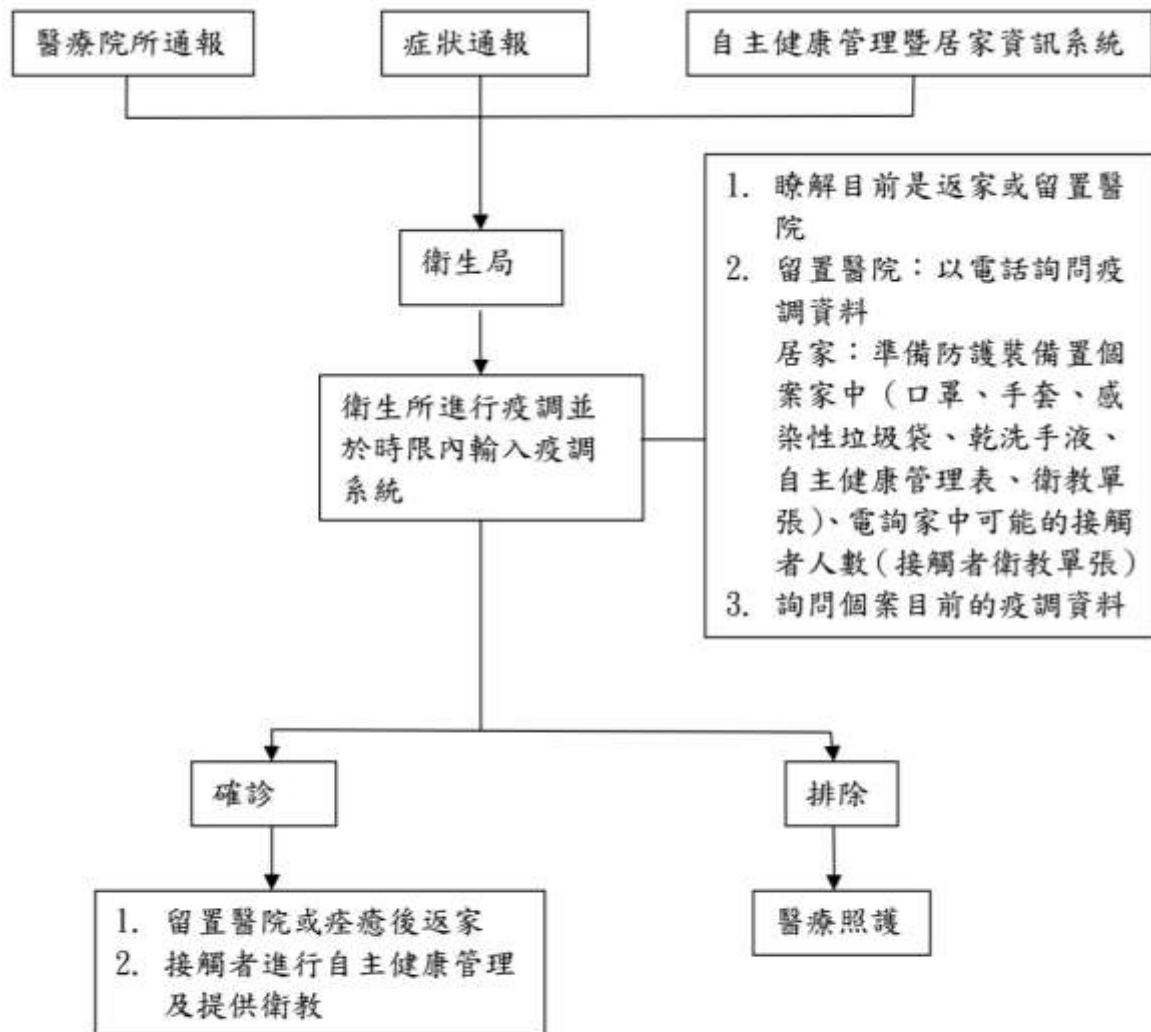 醫療院所通報
症狀通報
自主健康管理暨居家資訊系統
衛生局
衛生所進行疫調並
於時限內輸入疫調
系統
1. 瞭解目前是返家或留置醫
院
2. 留置醫院：以電話詢問疫
調資料
居家：準備防護裝備置個
案家中（口罩、手套、感
染性垃圾袋、乾洗手液、
自主健康管理表、衛教單
張）、電詢家中可能的接觸
者人數（接觸者衛教單張）
3. 詢問個案目前的疫調資料
確診
排除
1. 留置醫院或痊癒後返家
2. 接觸者進行自主健康管理
及提供衛教
醫療照護